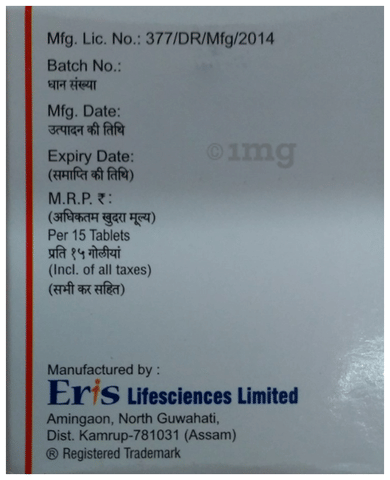 Mfg. Lic. No.: 377/DR/Mfg/2014
Batch No.:
धान संख्या
Mfg. Date:
उत्पादन की तिथि
©1mg
Expiry Date:
(समाप्ति की तिथि)
M.R.P. ₹:
(अधिकतम खुदरा मूल्य)
Per 15 Tablets
प्रति १५ गोलीयां
(Incl. of all taxes)
(सभी कर सहित)
Manufactured by :
Eris Lifesciences Limited
Amingaon, North Guwahati,
Dist. Kamrup-781031 (Assam)
® Registered Trademark